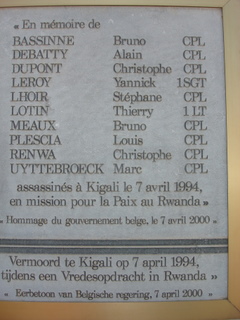 « En mémoire de
BASSINNE Bruno CPL
DEBATTY Alain CPL
DUPONT Christophe CPL
LEROY Yannick 1SGT
LHOIR Stéphane CPL
LOTIN Thierry 1 LT
MEAUX Bruno CPL
PLESCIA Louis CPL
RENWA Christophe CPL
UYTTEBROECK Marc CPL
assassinés à Kigali le 7 avril 1994,
en mission pour la Paix au Rwanda »
„ Hommage du gouvernement belge, le 7 avril 2000 „
Vermoord te Kigali op 7 april 1994,
tijdens een Vredesopdracht in Rwanda »
„ Eerbetoon van Belgische regering, 7 april 2000 „